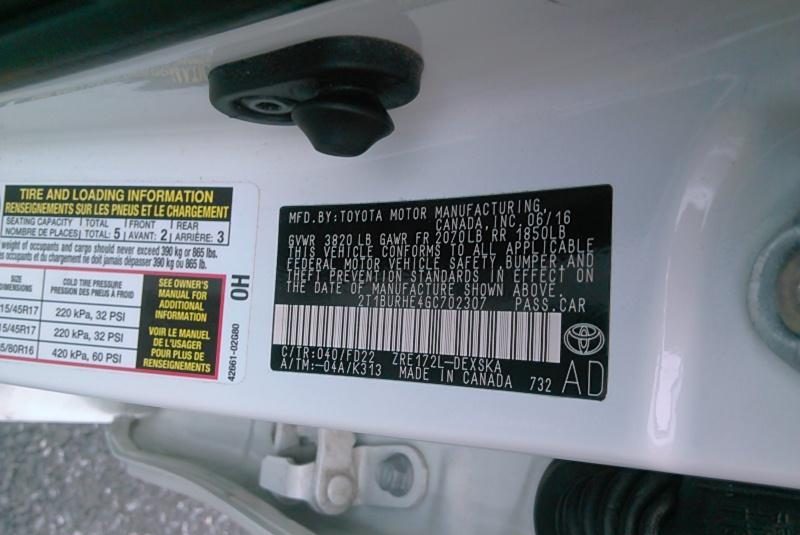 TIRE AND LOADING INFORMATION
RENSEIGNEMENTS SUR LES PNEUS ET LE CHARGEMENT
SEATING CAPACITY TOTAL FRONT REAR
NOMBRE DE PLACES TOTAL: 5 AVANT: 2 ARRIÈRE: 3
weight of occupants and cargo should never exceed 390 kg or 865 lbs.
des occupants et du chargement ne doit jamais dépasser 390 kg ou 865 lb.
COLD TIRE PRESSURE
PRESSION DES PNEUS À FROID
15/45R17 220 kPa, 32 PSI
15/45R17 220 kPa, 32 PSI
5/80R16 420 kPa, 60 PSI
SEE OWNER'S
MANUAL FOR
ADDITIONAL
INFORMATION
VOIR LE MANUEL
DE L'USAGER
POUR PLUS DE
RENSEIGNEMENTS
0H
42661-02G80
MFD.BY:TOYOTA MOTOR MANUFACTURING,
CANADA, INC. 06/16
GVWR 3820 LB GAWR FR 2070LB RR 1850LB
THIS VEHICLE CONFORMS TO ALL APPLICABLE
FEDERAL MOTOR VEHICLE SAFETY, BUMPER,AND
THEFT PREVENTION STANDARDS IN EFFECT ON
THE DATE OF MANUFACTURE SHOWN ABOVE.
2T1BURHE4GC702307 PASS.CAR
C/TR:040/FD22 ZRE172L-DEXSKA
A/TM:-04A/K313 MADE IN CANADA 732
AD